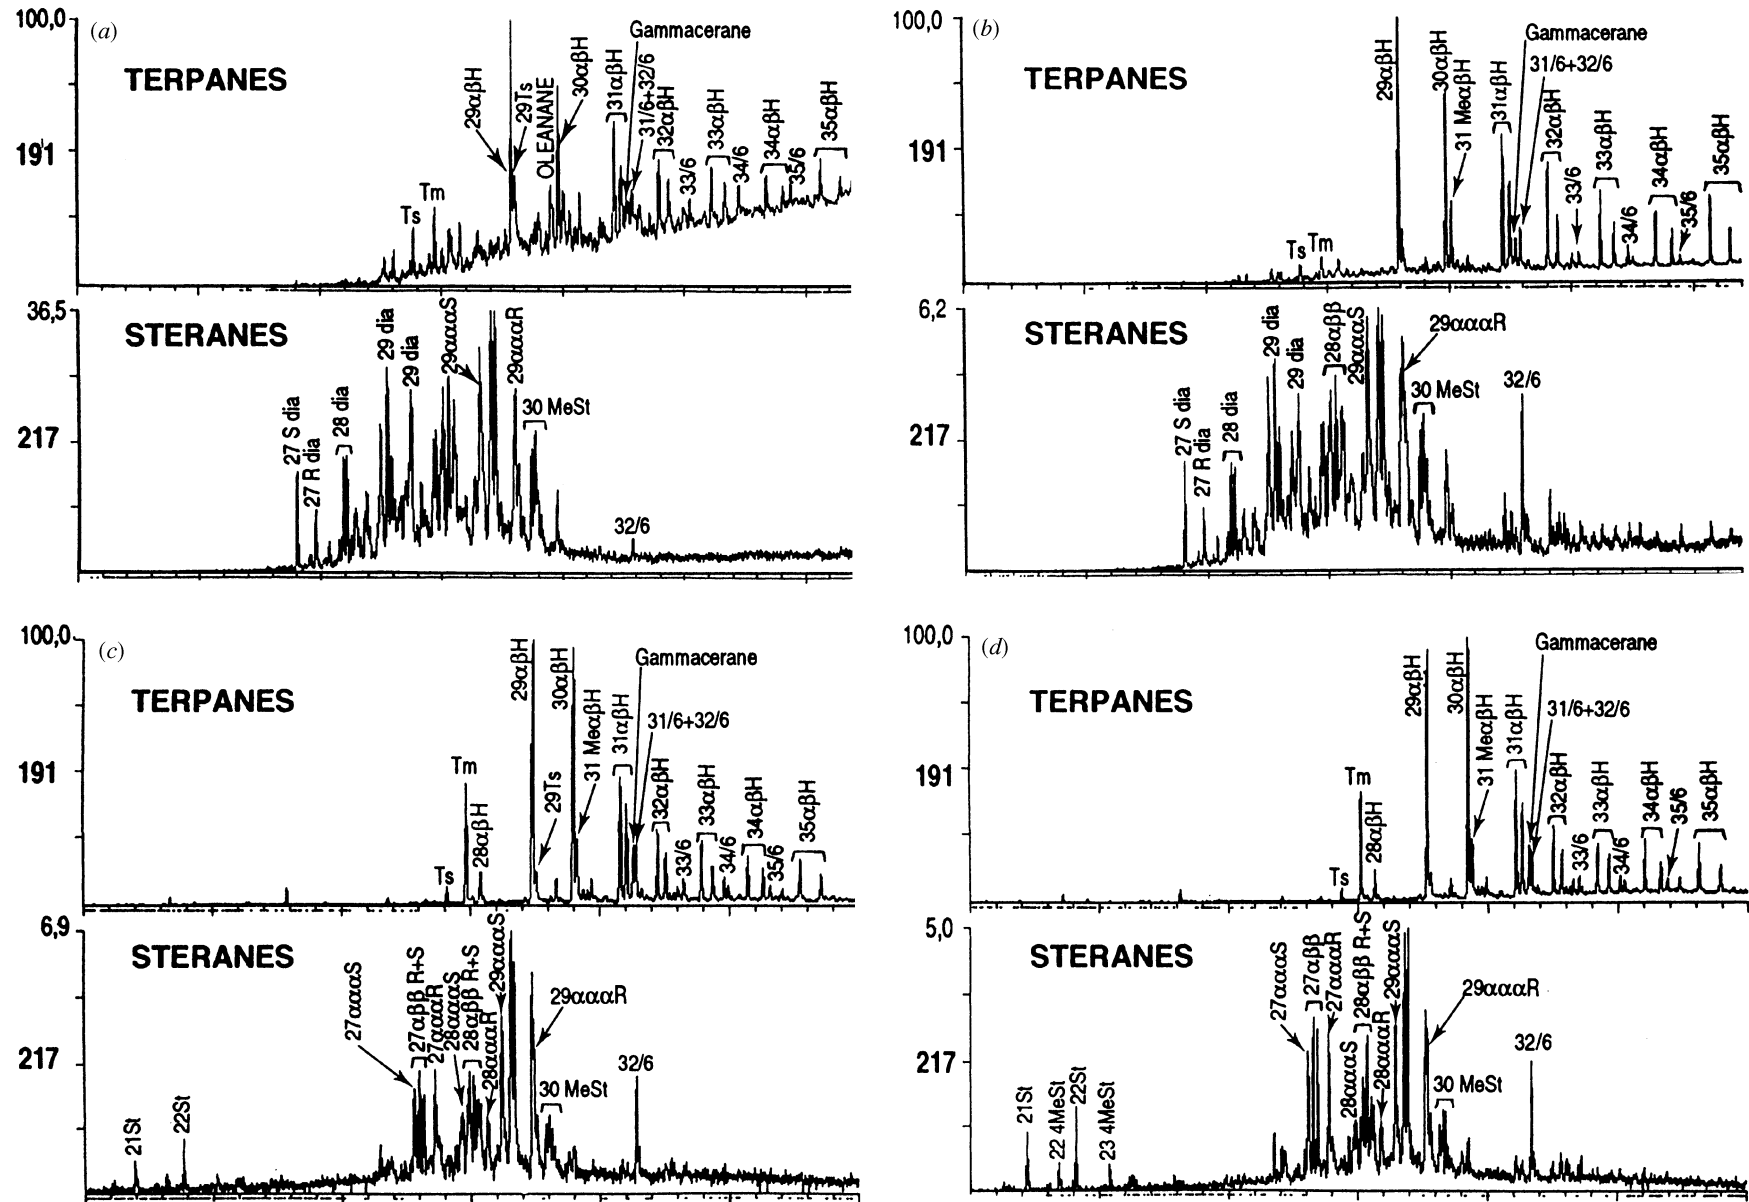 (a)
100,0
TERPANES
191
Ts
Tm
29αβH
29Ts
OLEANANE
30αβH
31αβH
Gammacerane
31/6+32/6
32αβH
33/6
33αβH
34/6
34αβH
35/6
35αβH
36,5
STERANES
217
27 S dia
27 R dia
28 dia
29 dia
29 dia
29αααS
29αααR
30 MeSt
32/6
(b)
100,0
TERPANES
191
Ts
Tm
29αβH
30αβH
31 MeαβH
31αβH
Gammacerane
31/6+32/6
32αβH
33/6
33αβH
34/6
34αβH
35/6
35αβH
6,2
STERANES
217
27 S dia
27 R dia
28 dia
29 dia
29 dia
28αββ
29αααS
29αααR
30 MeSt
32/6
(c)
100,0
TERPANES
191
Ts
Tm
28αβH
29αβH
29Ts
30αβH
31 MeαβH
31αβH
Gammacerane
31/6+32/6
32αβH
33/6
33αβH
34/6
34αβH
35/6
35αβH
6,9
STERANES
217
21St
22St
27αααS
27αββ R+S
27αααR
28αααS
28αββ R+S
28αααR
29αααS
29αααR
30 MeSt
32/6
(d)
100,0
TERPANES
191
Ts
Tm
28αβH
29αβH
30αβH
31 MeαβH
31αβH
Gammacerane
31/6+32/6
32αβH
33/6
33αβH
34/6
34αβH
35/6
35αβH
5,0
STERANES
217
21St
22 4MeSt
22St
23 4MeSt
27αααS
27αββ
27αααR
28αααS
28αββ R+S
28αααR
29αααS
29αααR
30 MeSt
32/6